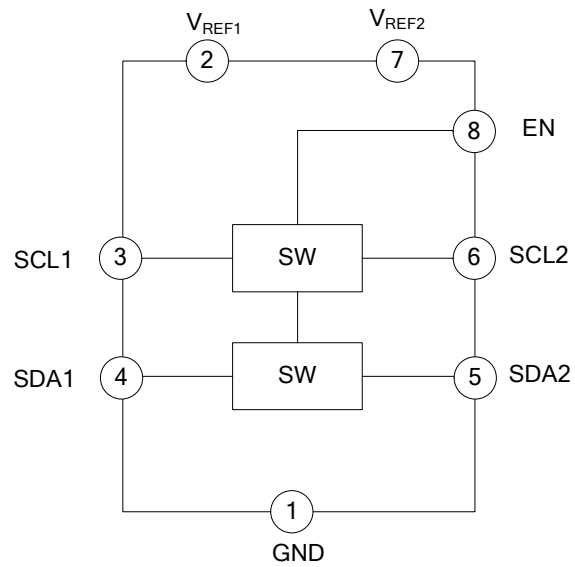 V_REF1 V_REF2
2 7
8 EN
SCL1 3 SW 6 SCL2
SDA1 4 SW 5 SDA2
1
GND